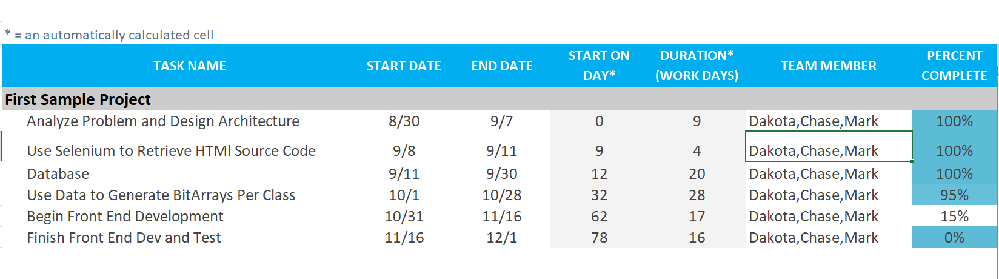 * = an automatically calculated cell
TASK NAME START DATE END DATE START ON DAY* DURATION* (WORK DAYS) TEAM MEMBER PERCENT COMPLETE
First Sample Project
Analyze Problem and Design Architecture 8/30 9/7 0 9 Dakota,Chase,Mark 100%
Use Selenium to Retrieve HTMl Source Code 9/8 9/11 9 4 Dakota,Chase,Mark 100%
Database 9/11 9/30 12 20 Dakota,Chase,Mark 100%
Use Data to Generate BitArrays Per Class 10/1 10/28 32 28 Dakota,Chase,Mark 95%
Begin Front End Development 10/31 11/16 62 17 Dakota,Chase,Mark 15%
Finish Front End Dev and Test 11/16 12/1 78 16 Dakota,Chase,Mark 0%